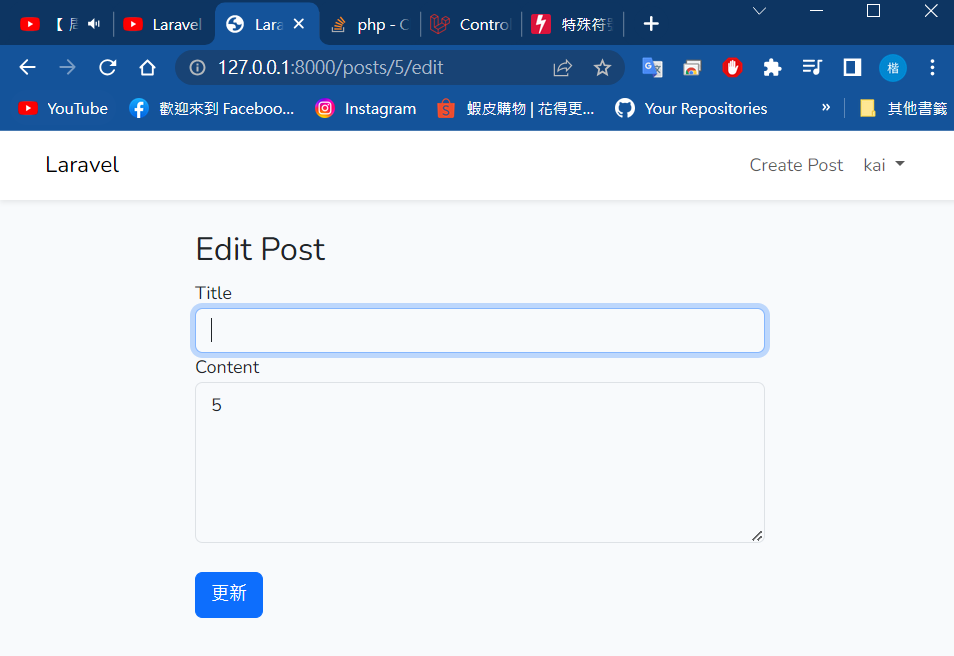 Laravel
Lara
php - C
Contro
特殊符
127.0.0.1:8000/posts/5/edit
楷
YouTube
歡迎來到 Faceboo...
Instagram
蝦皮購物 | 花得更...
Your Repositories
»
其他書籤
Laravel
Create Post
kai
Edit Post
Title
Content
5
更新